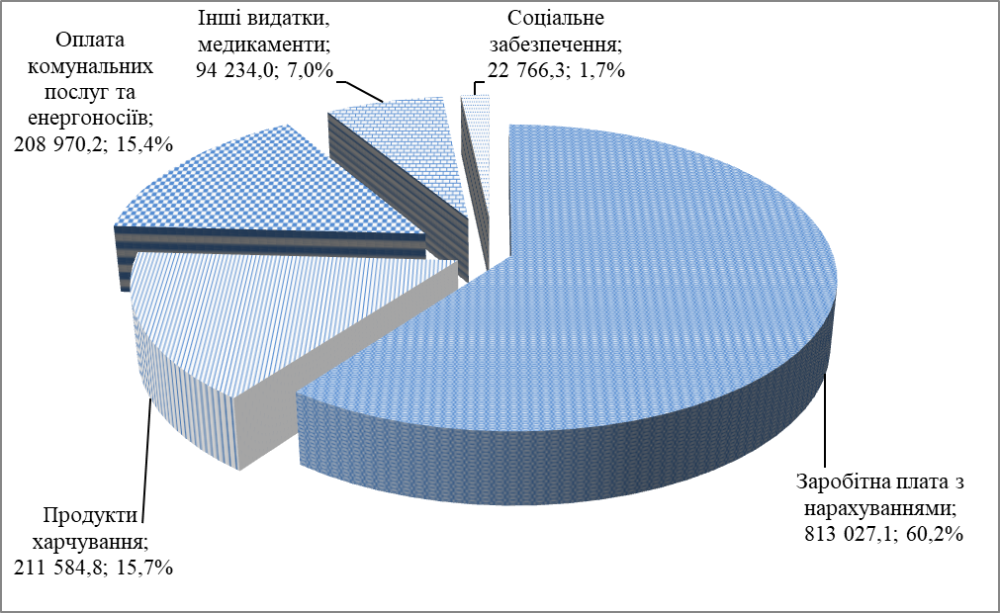 Інші видатки,
медикаменти;
94 234,0; 7,0%
Соціальне
забезпечення;
22 766,3; 1,7%
Оплата
комунальних
послуг та
енергоносіїв;
208 970,2; 15,4%
Заробітна плата з
нарахуваннями;
813 027,1; 60,2%
Продукти
харчування;
211 584,8; 15,7%